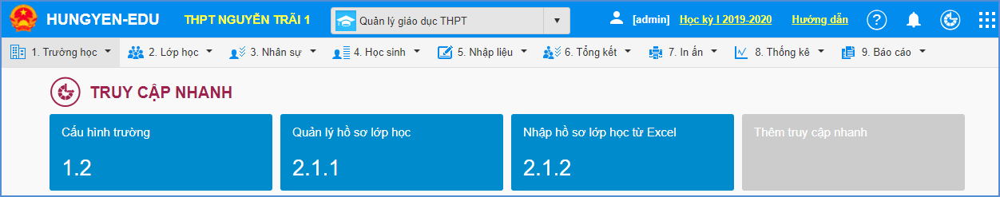 HUNGYEN-EDU THPT NGUYỄN TRÃI 1 Quản lý giáo dục THPT [admin] Học kỳ I 2019-2020 Hướng dẫn ?
1. Trường học 2. Lớp học 3. Nhân sự 4. Học sinh 5. Nhập liệu 6. Tổng kết 7. In ấn 8. Thống kê 9. Báo cáo
TRUY CẬP NHANH
Cấu hình trường Quản lý hồ sơ lớp học Nhập hồ sơ lớp học từ Excel Thêm truy cập nhanh
1.2 2.1.1 2.1.2